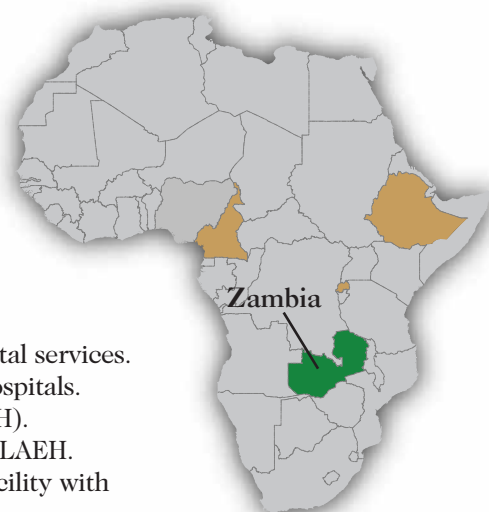 Zambia
tal services.
ospitals.
H).
LAEH.
cility with